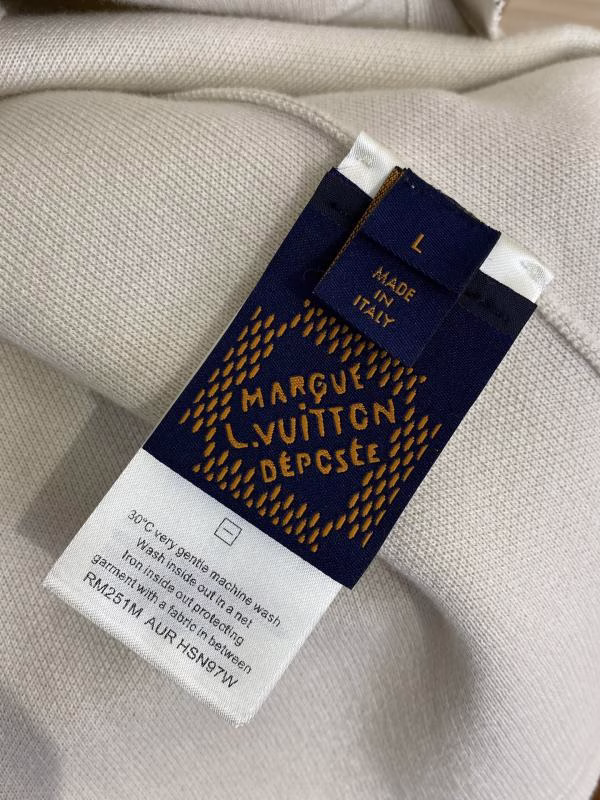 L
MADE
IN
ITALY
MARQUE
L.VUITTON
DÉPOSÉE
30°C very gentle machine wash
Wash inside out in a net
Iron inside out protecting
garment with a fabric in between
RM251M AUR HSN97W